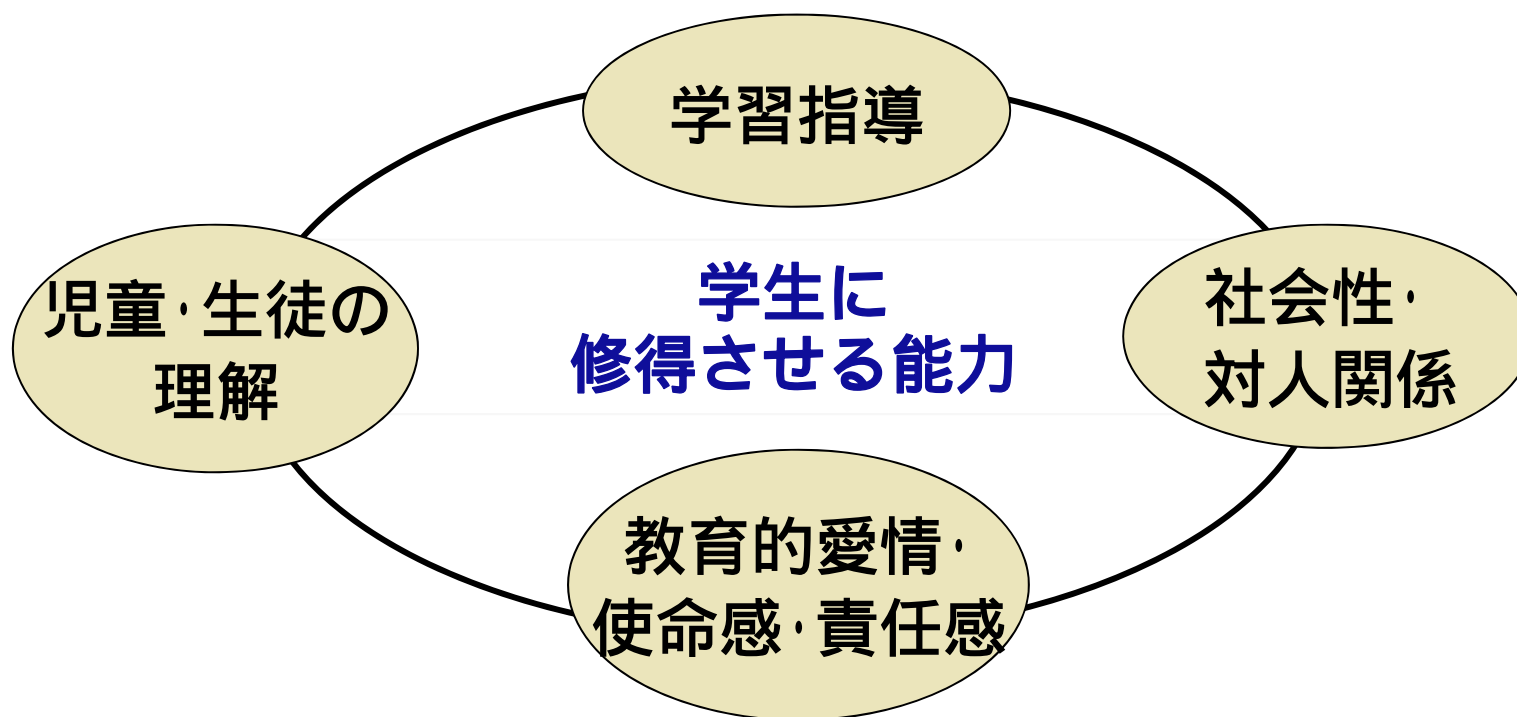 学習指導
児童・生徒の
理解
学生に
修得させる能力
社会性・
対人関係
教育的愛情・
使命感・責任感